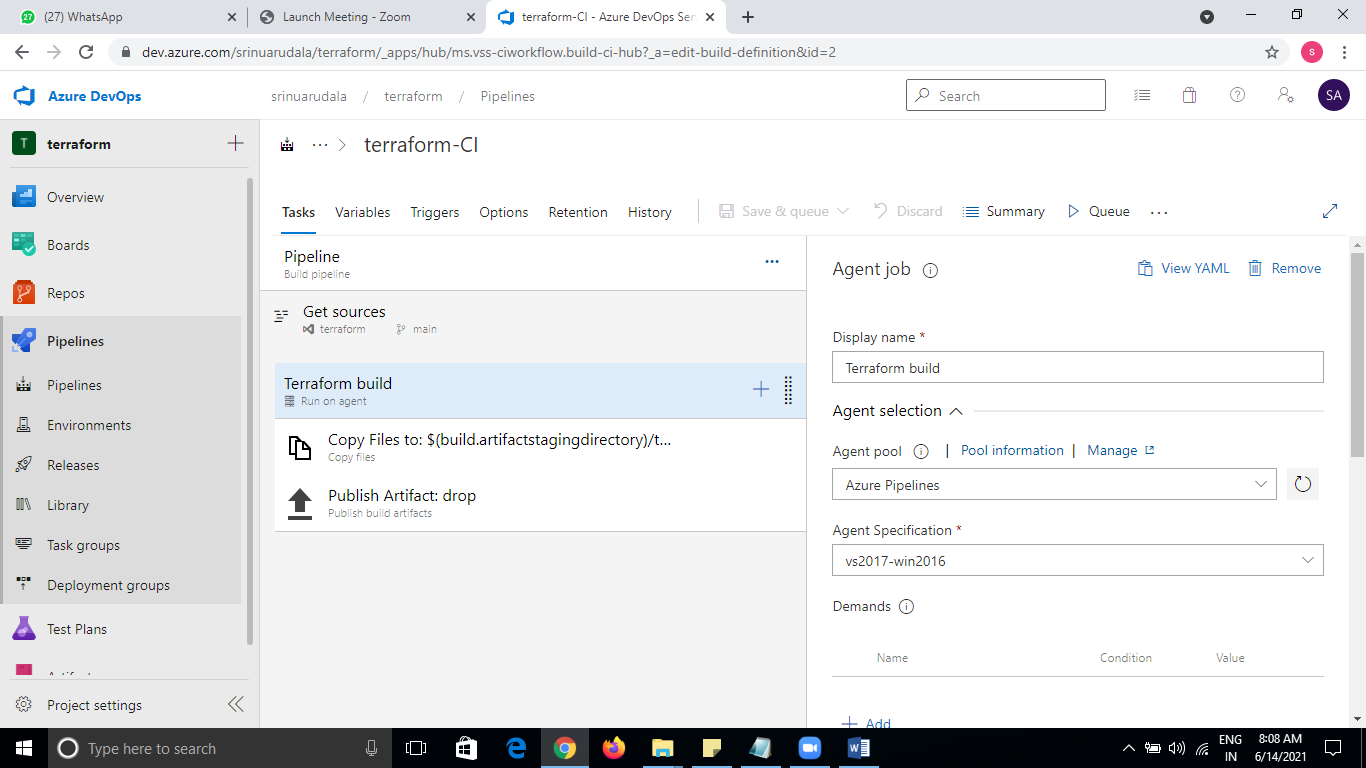 (27) WhatsApp
Launch Meeting - Zoom
terraform-CI - Azure DevOps Ser
dev.azure.com/srinuarudala/terraform/_apps/hub/ms.vss-ciworkflow.build-ci-hub?_a=edit-build-definition&id=2
s
Azure DevOps
srinuarudala / terraform / Pipelines
Search
SA
T terraform
Overview
Boards
Repos
Pipelines
Pipelines
Environments
Releases
Library
Task groups
Deployment groups
Test Plans
Project settings
... > terraform-CI
Tasks Variables Triggers Options Retention History
Save & queue Discard Summary Queue ...
Pipeline
Build pipeline
Get sources
terraform main
Terraform build
Run on agent
Copy Files to: $(build.artifactstagingdirectory)/t...
Copy files
Publish Artifact: drop
Publish build artifacts
Agent job
View YAML Remove
Display name *
Terraform build
Agent selection
Agent pool | Pool information | Manage
Azure Pipelines
Agent Specification *
vs2017-win2016
Demands
Name Condition Value
Add
Type here to search
ENG
IN
8:08 AM
6/14/2021